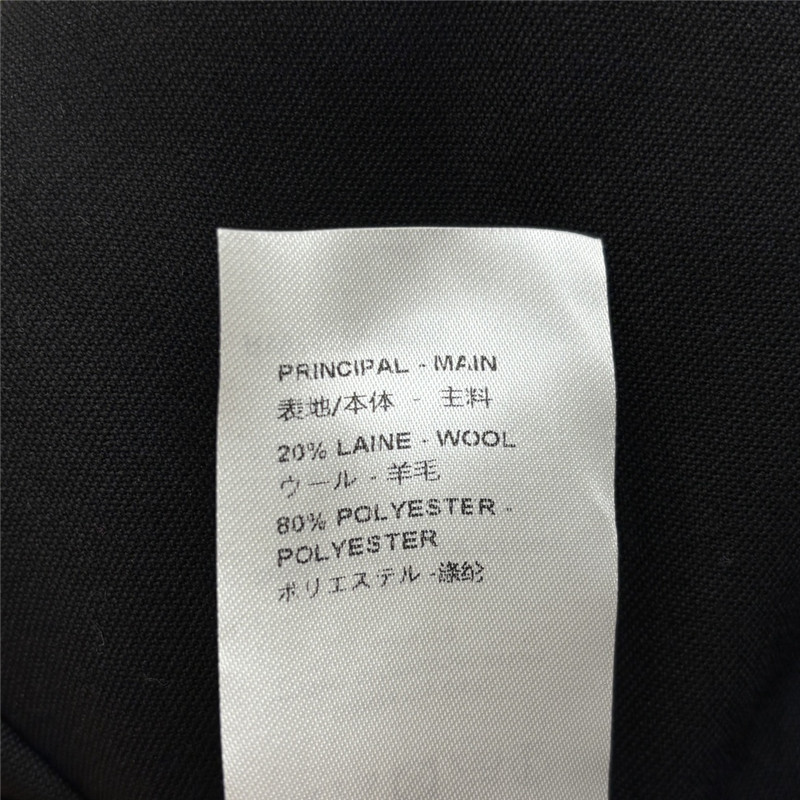 PRINCIPAL - MAIN
表地/本体 - 主料
20% LAINE - WOOL
ウール - 羊毛
80% POLYESTER -
POLYESTER
ポリエステル -涤纶